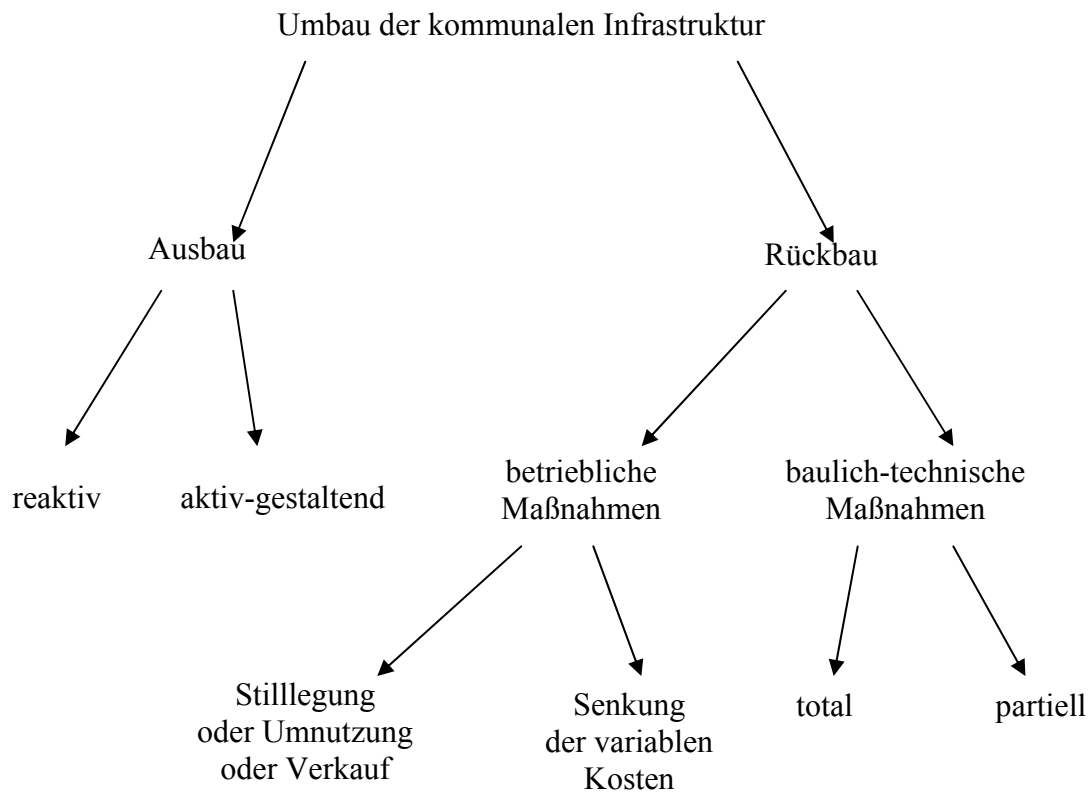 Umbau der kommunalen Infrastruktur
Ausbau
Rückbau
reaktiv
aktiv-gestaltend
betriebliche
Maßnahmen
baulich-technische
Maßnahmen
Stilllegung
oder Umnutzung
oder Verkauf
Senkung
der variablen
Kosten
total
partiell